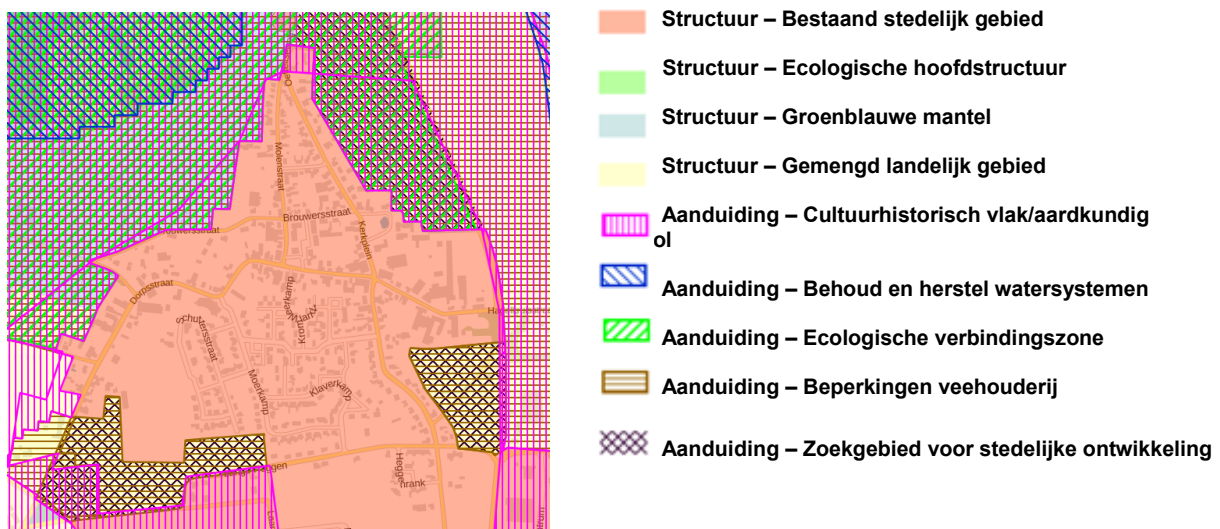 Structuur – Bestaand stedelijk gebied
Structuur – Ecologische hoofdstructuur
Structuur – Groenblauwe mantel
Structuur – Gemengd landelijk gebied
Aanduiding – Cultuurhistorisch vlak/aardkundig
ol
Aanduiding – Behoud en herstel watersystemen
Aanduiding – Ecologische verbindingszone
Aanduiding – Beperkingen veehouderij
Aanduiding – Zoekgebied voor stedelijke ontwikkeling
Molenstraat
Brouwersstraat
Kerkplein
Dorpsstraat
Schuttersstraat
Moerkamp
Klaverkamp